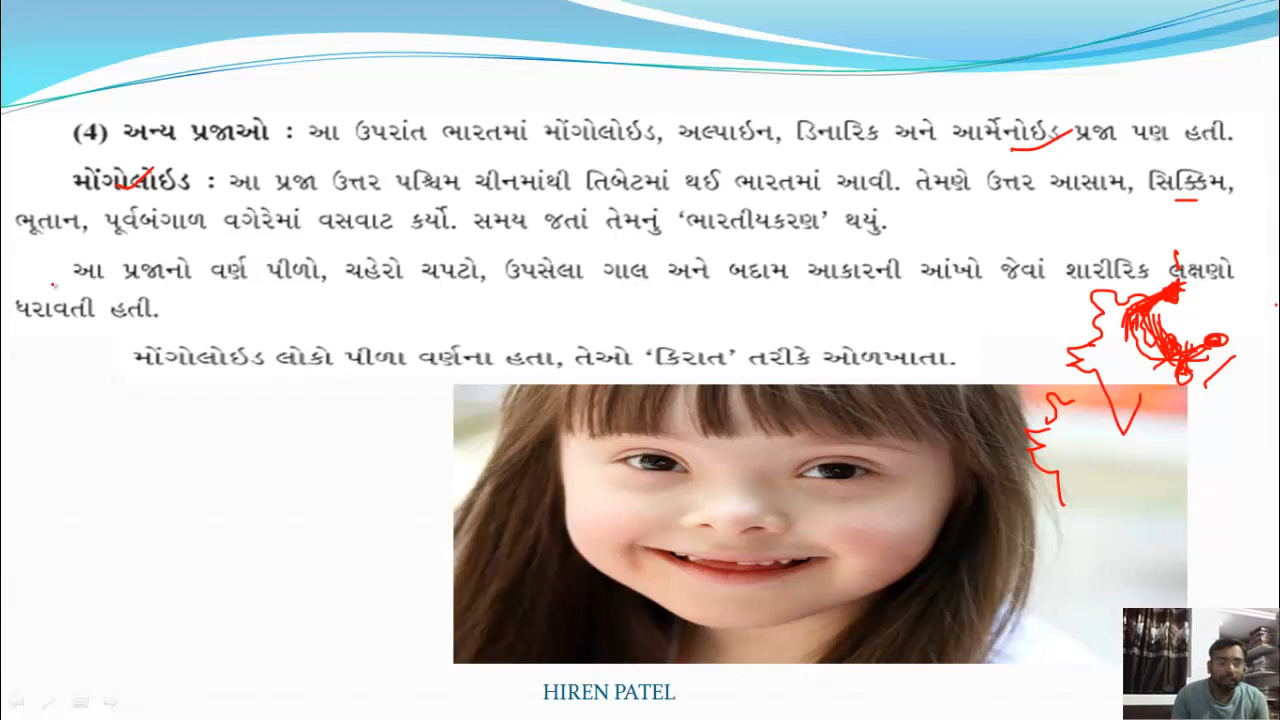 (4) અન્ય પ્રજાઓ : આ ઉપરાંત ભારતમાં મોંગોલોઇડ, અલ્પાઇન, ડિનારિક અને આર્મેનોઇડ પ્રજા પણ હતી.
મોંગોલોઇડ : આ પ્રજા ઉત્તર પશ્ચિમ ચીનમાંથી તિબેટમાં થઈ ભારતમાં આવી. તેમણે ઉત્તર આસામ, સિક્કિમ,
ભૂતાન, પૂર્વબંગાળ વગેરેમાં વસવાટ કર્યો. સમય જતાં તેમનું ‘ભારતીયકરણ’ થયું.
આ પ્રજાનો વર્ણ પીળો, ચહેરો ચપટો, ઉપસેલા ગાલ અને બદામ આકારની આંખો જેવાં શારીરિક લક્ષણો
ધરાવતી હતી.
મોંગોલોઇડ લોકો પીળા વર્ણના હતા, તેઓ ‘કિરાત’ તરીકે ઓળખાતા.
HIREN PATEL